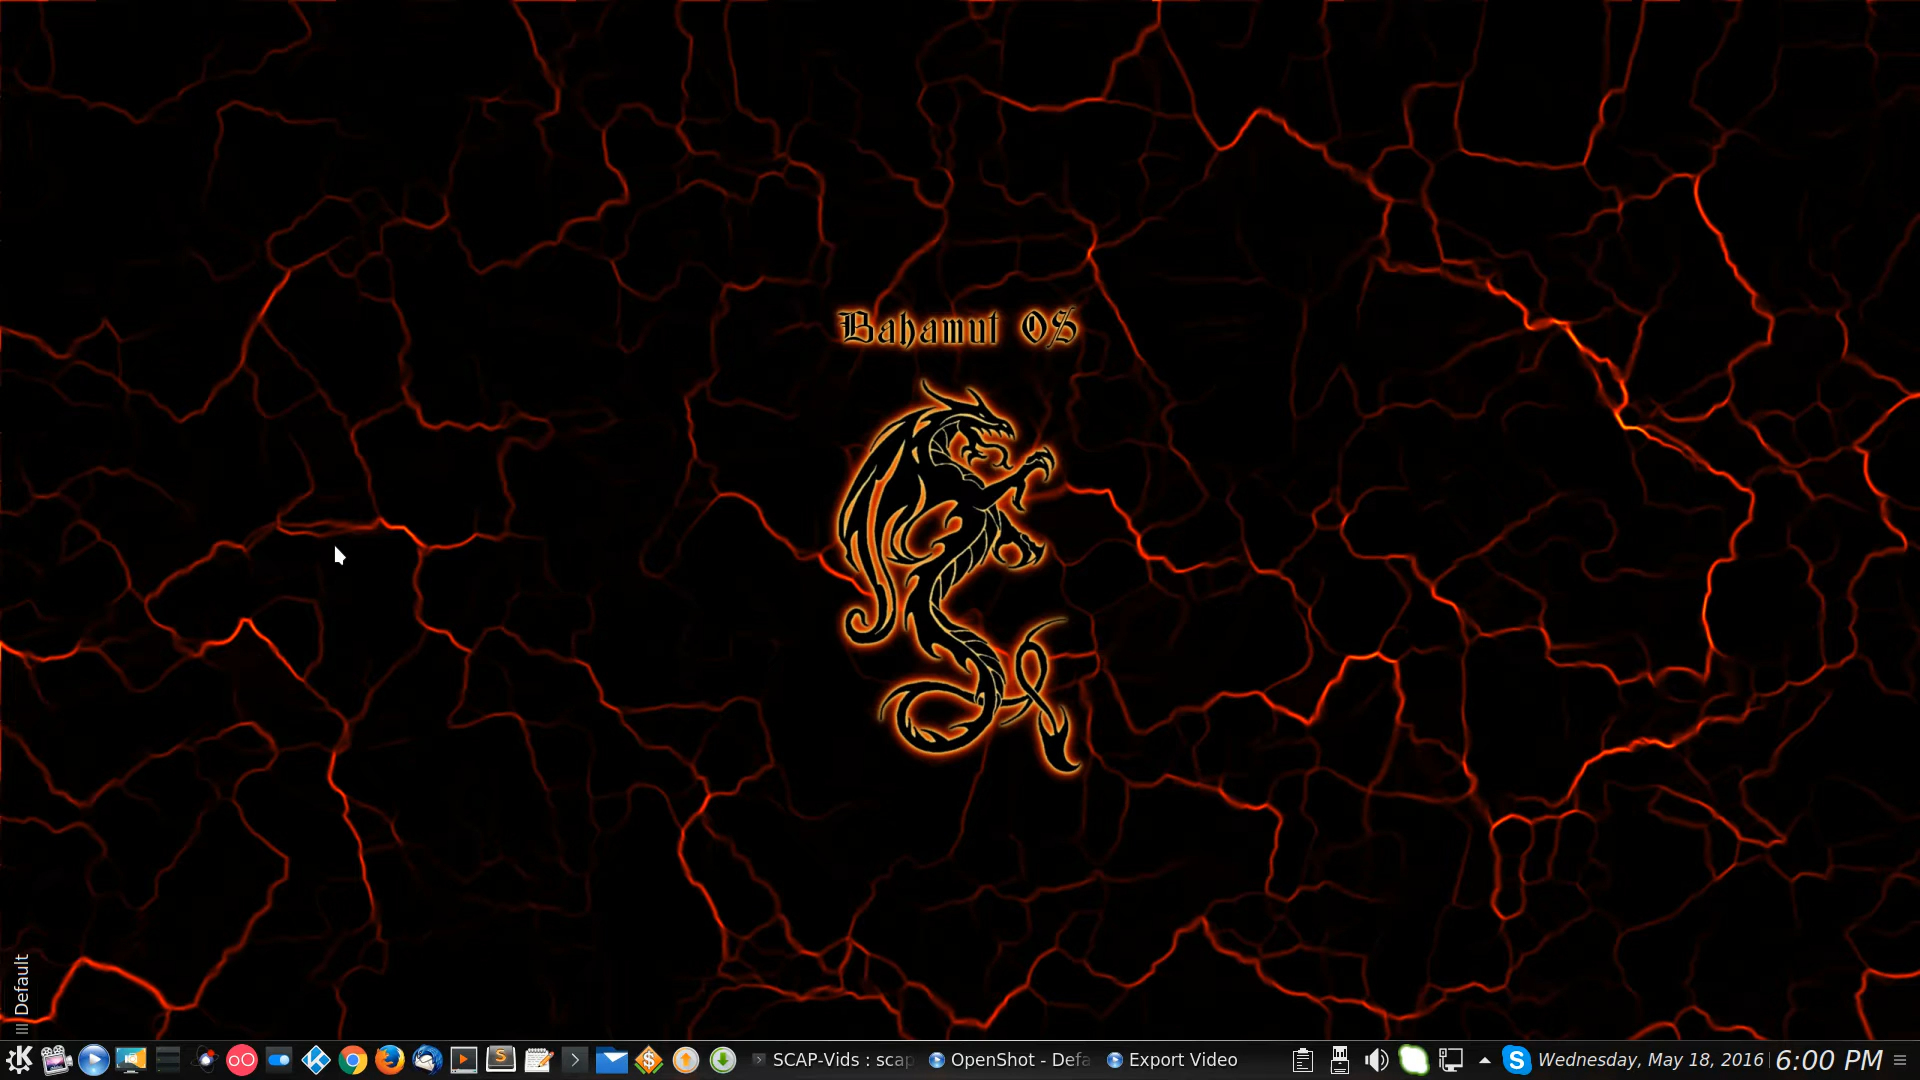 Bahamut OS
Default
SCAP-Vids : scap
OpenShot - Defa
Export Video
Wednesday, May 18, 2016
6:00 PM